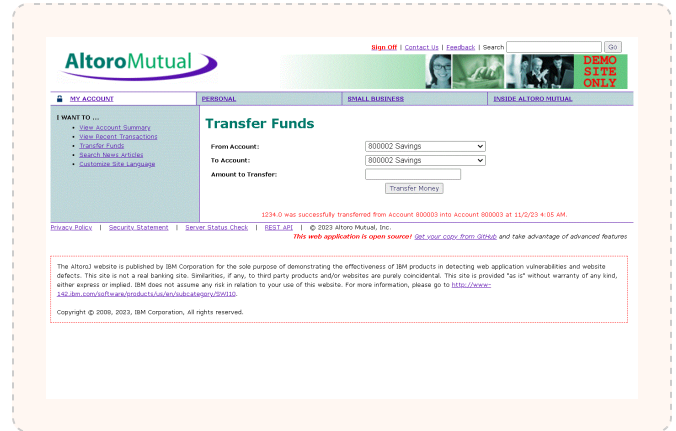 Sign Off | Contact Us | Feedback | Search Go
AltoroMutual
DEMO
SITE
ONLY
MY ACCOUNT PERSONAL SMALL BUSINESS INSIDE ALTORO MUTUAL
I WANT TO ...
• View Account Summary
• View Recent Transactions
• Transfer Funds
• Search News Articles
• Customize Site Language
Transfer Funds
From Account: 800002 Savings
To Account: 800002 Savings
Amount to Transfer:
Transfer Money
1234.0 was successfully transferred from Account 800003 into Account 800003 at 11/2/23 4:05 AM.
Privacy Policy | Security Statement | Server Status Check | REST API | © 2023 Altoro Mutual, Inc.
This web application is open source! Get your copy from GitHub and take advantage of advanced features
The AltoroJ website is published by IBM Corporation for the sole purpose of demonstrating the effectiveness of IBM products in detecting web application vulnerabilities and website
defects. This site is not a real banking site. Similarities, if any, to third party products and/or websites are purely coincidental. This site is provided "as is" without warranty of any kind,
either express or implied. IBM does not assume any risk in relation to your use of this website. For more information, please go to http://www-
142.ibm.com/software/products/us/en/subcategory/SWI10.
Copyright © 2008, 2023, IBM Corporation, All rights reserved.